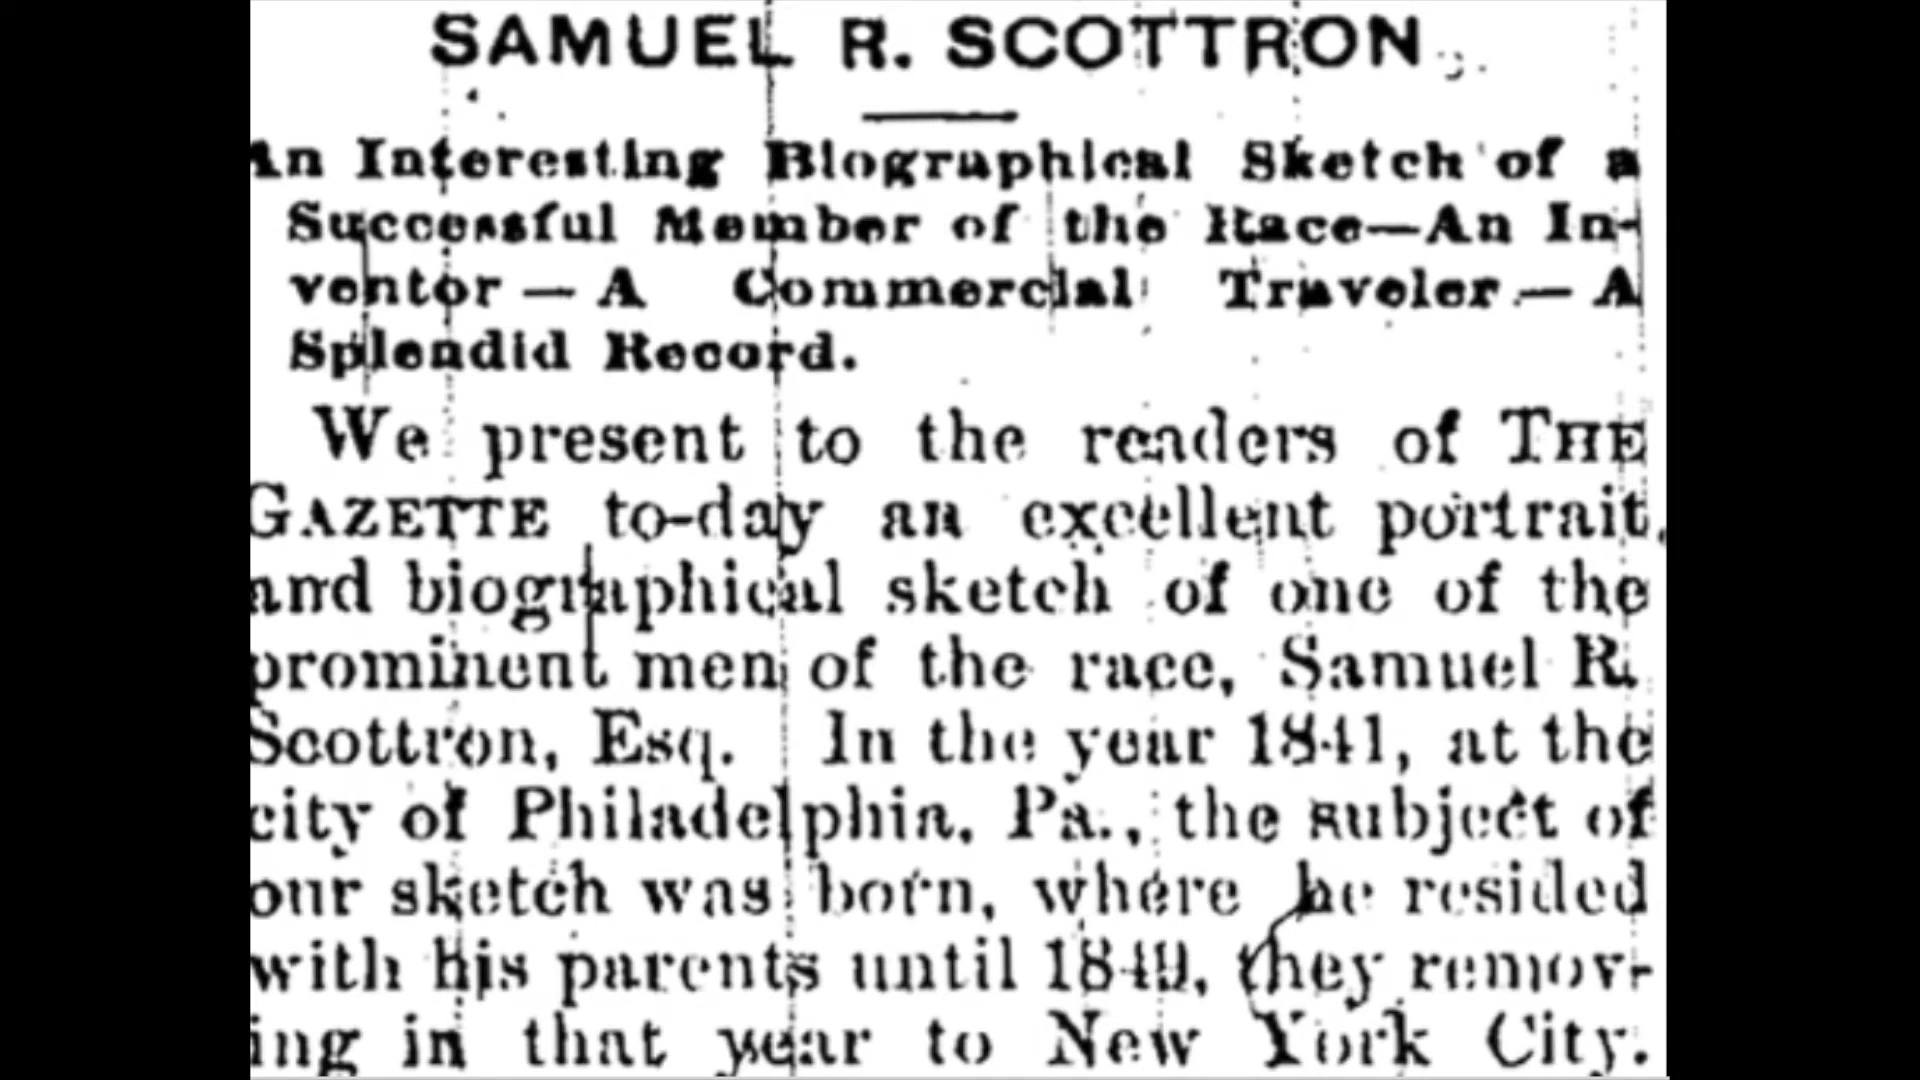 SAMUEL R. SCOTTRON.
An Interesting Biographical Sketch of a
Successful Member of the Race—An In-
ventor — A Commercial Traveler — A
Splendid Record.
We present to the readers of THE
GAZETTE to-day an excellent portrait,
and biographical sketch of one of the
prominent men of the race, Samuel R.
Scottron, Esq. In the year 1841, at the
city of Philadelphia, Pa., the subject of
our sketch was born, where he resided
with his parents until 1849, they remov-
ing in that year to New York City.